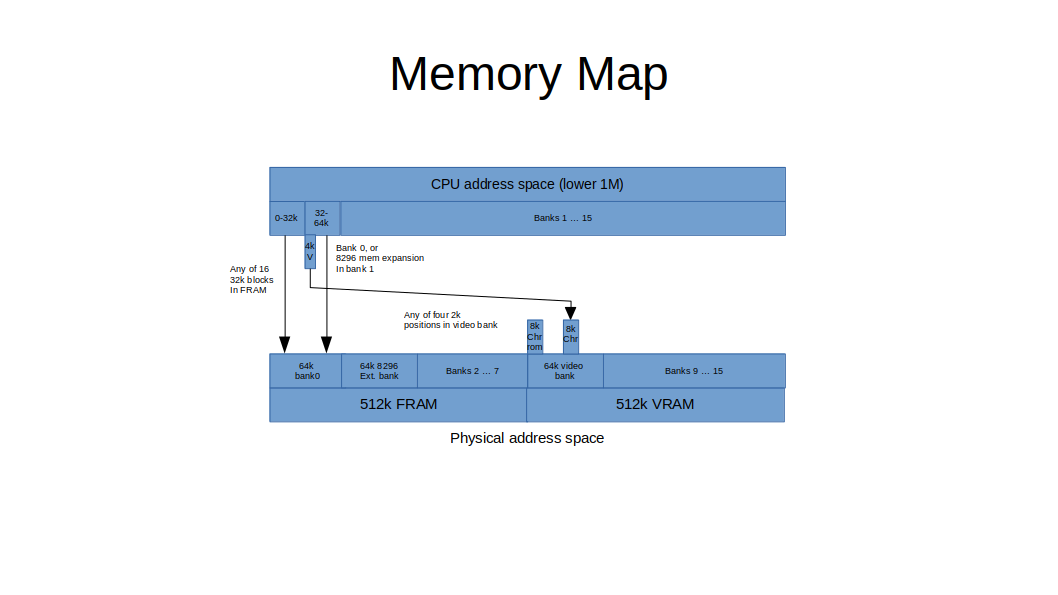 Memory Map
CPU address space (lower 1M)
0-32k
32-
64k
Banks 1 ... 15
4k
V
Bank 0, or
8296 mem expansion
In bank 1
Any of 16
32k blocks
In FRAM
Any of four 2k
positions in video bank
8k
Chr
rom
8k
Chr
64k
bank0
64k 8296
Ext. bank
Banks 2 ... 7
64k video
bank
Banks 9 ... 15
512k FRAM
512k VRAM
Physical address space